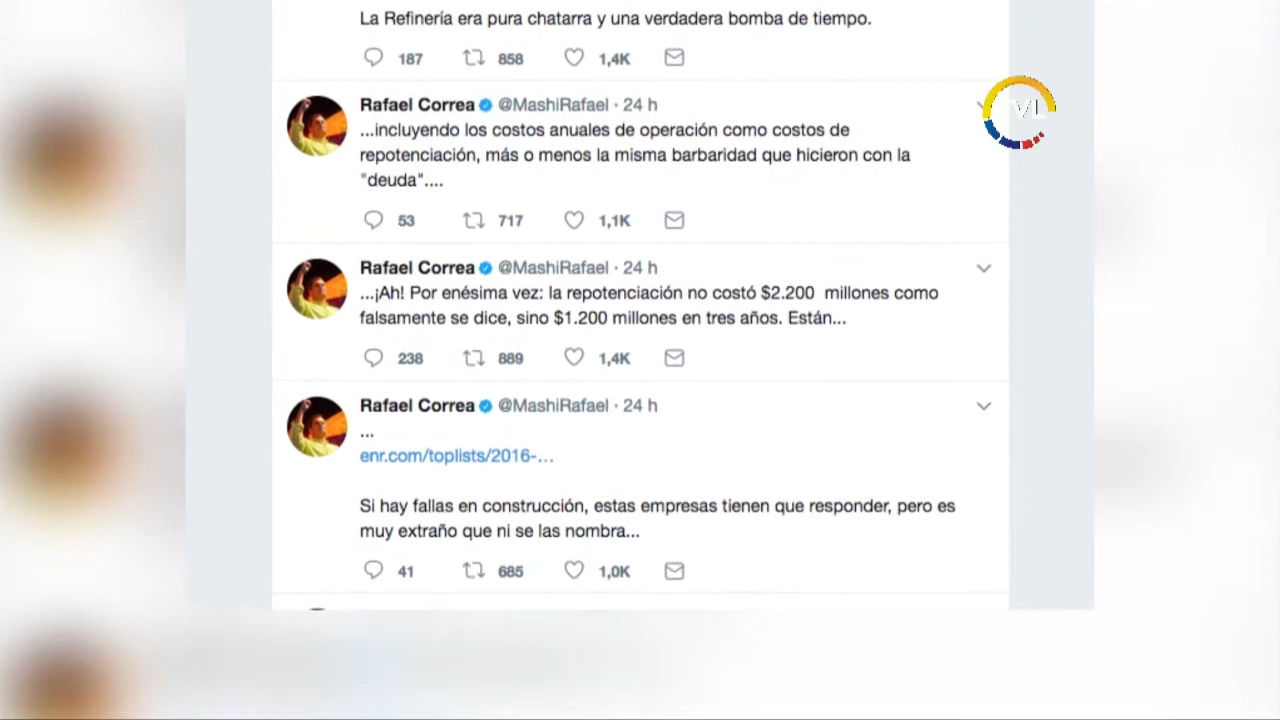 La Refinería era pura chatarra y una verdadera bomba de tiempo.
187 858 1,4K
Rafael Correa @MashiRafael · 24 h
VL
...incluyendo los costos anuales de operación como costos de
repotenciación, más o menos la misma barbaridad que hicieron con la
"deuda"....
53 717 1,1K
Rafael Correa @MashiRafael · 24 h
...¡Ah! Por enésima vez: la repotenciación no costó $2.200  millones como
falsamente se dice, sino $1.200 millones en tres años. Están...
238 889 1,4K
Rafael Correa @MashiRafael · 24 h
...
enr.com/toplists/2016-...
Si hay fallas en construcción, estas empresas tienen que responder, pero es
muy extraño que ni se las nombra...
41 685 1,0K